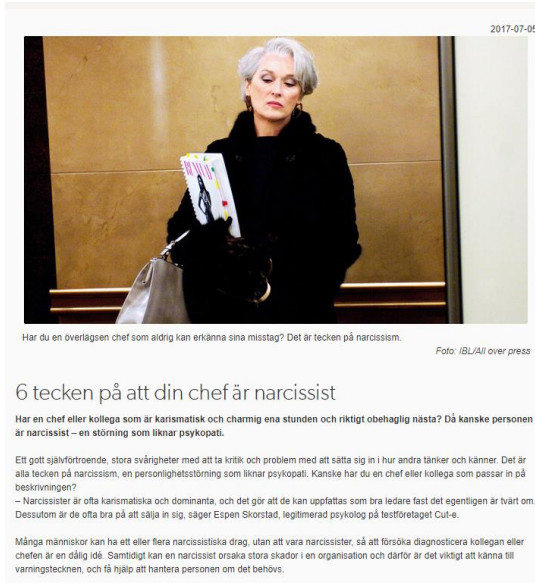 2017-07-05
Har du en överlägsen chef som aldrig kan erkänna sina misstag? Det är tecken på narcissism.
Foto: IBL/All over press
6 tecken på att din chef är narcissist
Har en chef eller kollega som är karismatisk och charmig ena stunden och riktigt obehaglig nästa? Då kanske personen
är narcissist – en störning som liknar psykopati.
Ett gott självförtroende, stora svårigheter med att ta kritik och problem med att sätta sig in i hur andra tänker och känner. Det är
alla tecken på narcissism, en personlighetsstörning som liknar psykopati. Kanske har du en chef eller kollega som passar in på
beskrivningen?
– Narcissister är ofta karismatiska och dominanta, och det gör att de kan uppfattas som bra ledare fast det egentligen är tvärt om.
Dessutom är de ofta bra på att sälja in sig, säger Espen Skorstad, legitimerad psykolog på testföretaget Cut-e.
Många människor kan ha ett eller flera narcissistiska drag, utan att vara narcissister, så att försöka diagnosticera kollegan eller
chefen är en dålig idé. Samtidigt kan en narcissist orsaka stora skador i en organisation och därför är det viktigt att känna till
varningstecknen, och få hjälp att hantera personen om det behövs.